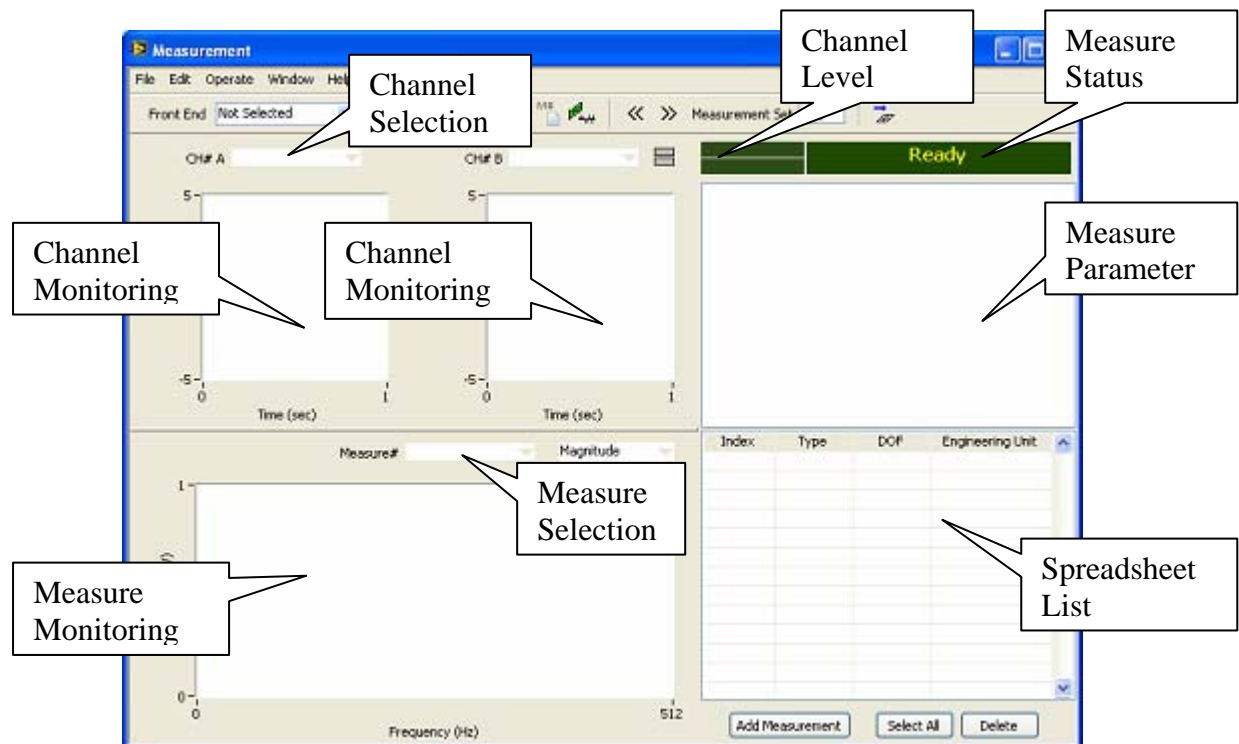 Measurement
Channel
Level
Measure
Status
File Edit Operate Window Help
Channel
Selection
Front End Not Selected
Measurement Set
CH# A
CH# B
Ready
5
5
Channel
Monitoring
Channel
Monitoring
Measure
Parameter
-5
-5
0
1
0
1
Time (sec)
Time (sec)
Index Type DOF Engineering Unit
Measure#
Magnitude
1
Measure
Selection
Spreadsheet
List
Measure
Monitoring
0
0
512
Frequency (Hz)
Add Measurement
Select All
Delete